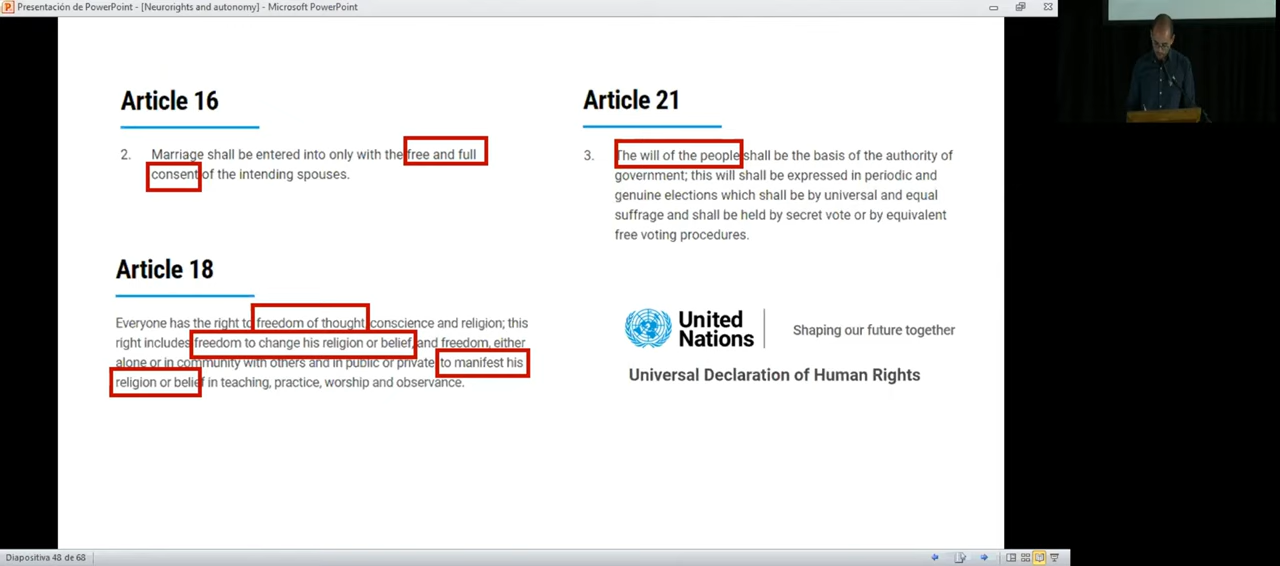 Presentación de PowerPoint - [Neurorights and autonomy] - Microsoft PowerPoint
Article 16
2. Marriage shall be entered into only with the free and full
consent of the intending spouses.
Article 18
Everyone has the right to freedom of thought, conscience and religion; this
right includes freedom to change his religion or belief, and freedom, either
alone or in community with others and in public or private, to manifest his
religion or belief in teaching, practice, worship and observance.
Article 21
3. The will of the people shall be the basis of the authority of
government; this will shall be expressed in periodic and
genuine elections which shall be by universal and equal
suffrage and shall be held by secret vote or by equivalent
free voting procedures.
United
Nations
Shaping our future together
Universal Declaration of Human Rights
Diapositiva 48 de 68